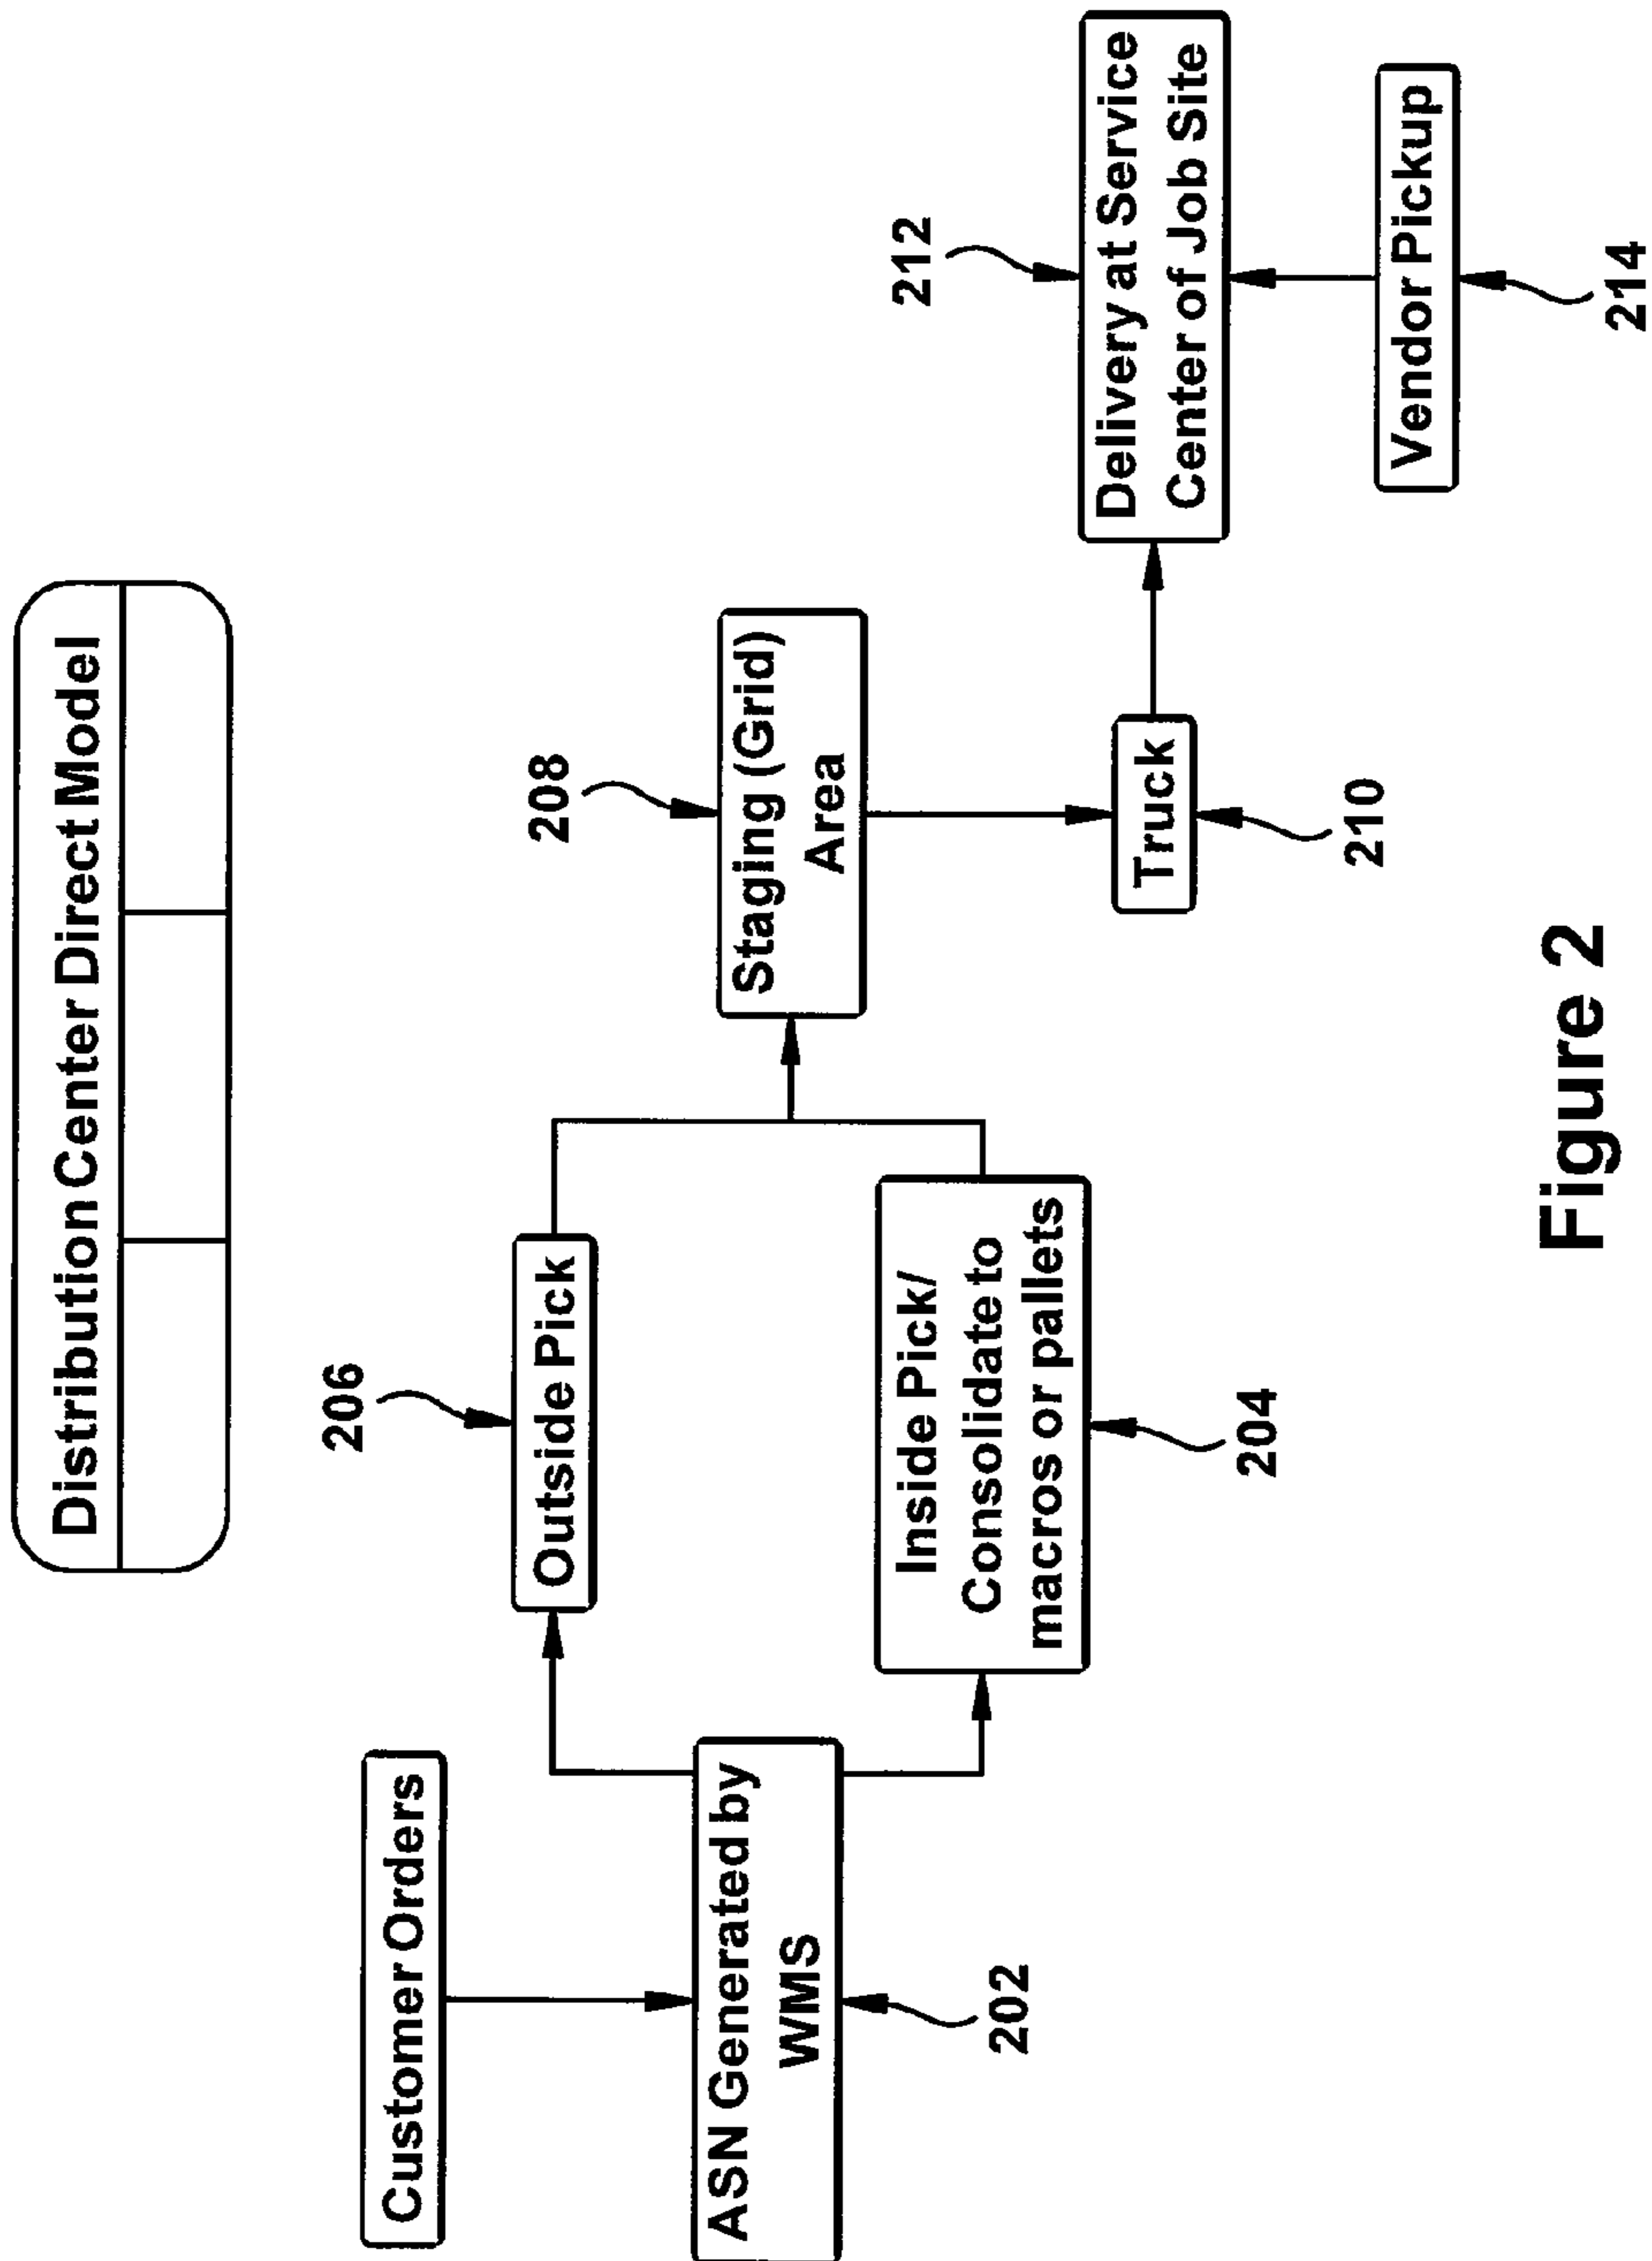 Distribution Center Direct Model
Customer Orders
ASN Generated by
WMS
202
206
Outside Pick
Inside Pick/
Consolidate to
macros or pallets
204
208
Staging (Grid)
Area
Truck
210
212
Delivery at Service
Center of Job Site
Vendor Pickup
214
Figure 2